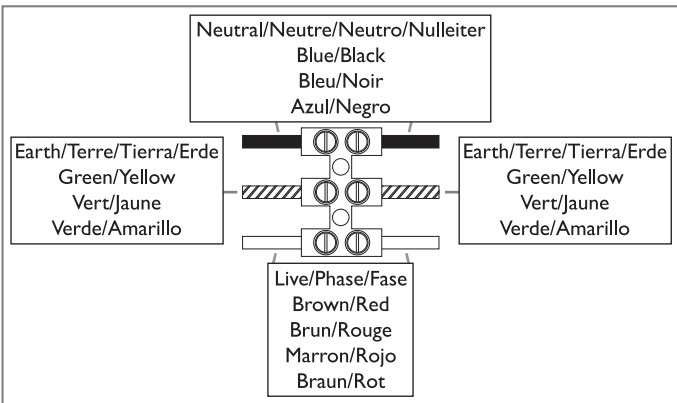 Neutral/Neutre/Neutro/Nulleiter
Blue/Black
Bleu/Noir
Azul/Negro
Earth/Terre/Tierra/Erde
Green/Yellow
Vert/Jaune
Verde/Amarillo
Earth/Terre/Tierra/Erde
Green/Yellow
Vert/Jaune
Verde/Amarillo
Live/Phase/Fase
Brown/Red
Brun/Rouge
Marron/Rojo
Braun/Rot